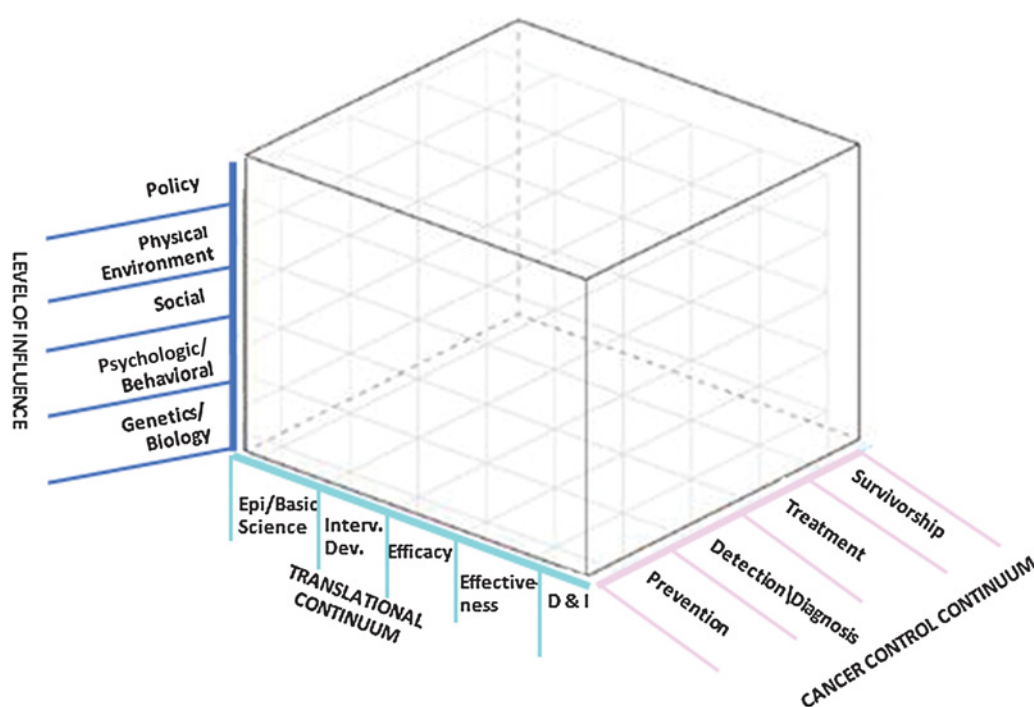 LEVEL OF INFLUENCE
Policy
Physical
Environment
Social
Psychologic/
Behavioral
Genetics/
Biology
Epi/Basic
Science
Interv.
Dev.
Efficacy
Effective-
ness
D & I
TRANSLATIONAL
CONTINUUM
Prevention
Detection\Diagnosis
Treatment
Survivorship
CANCER CONTROL CONTINUUM